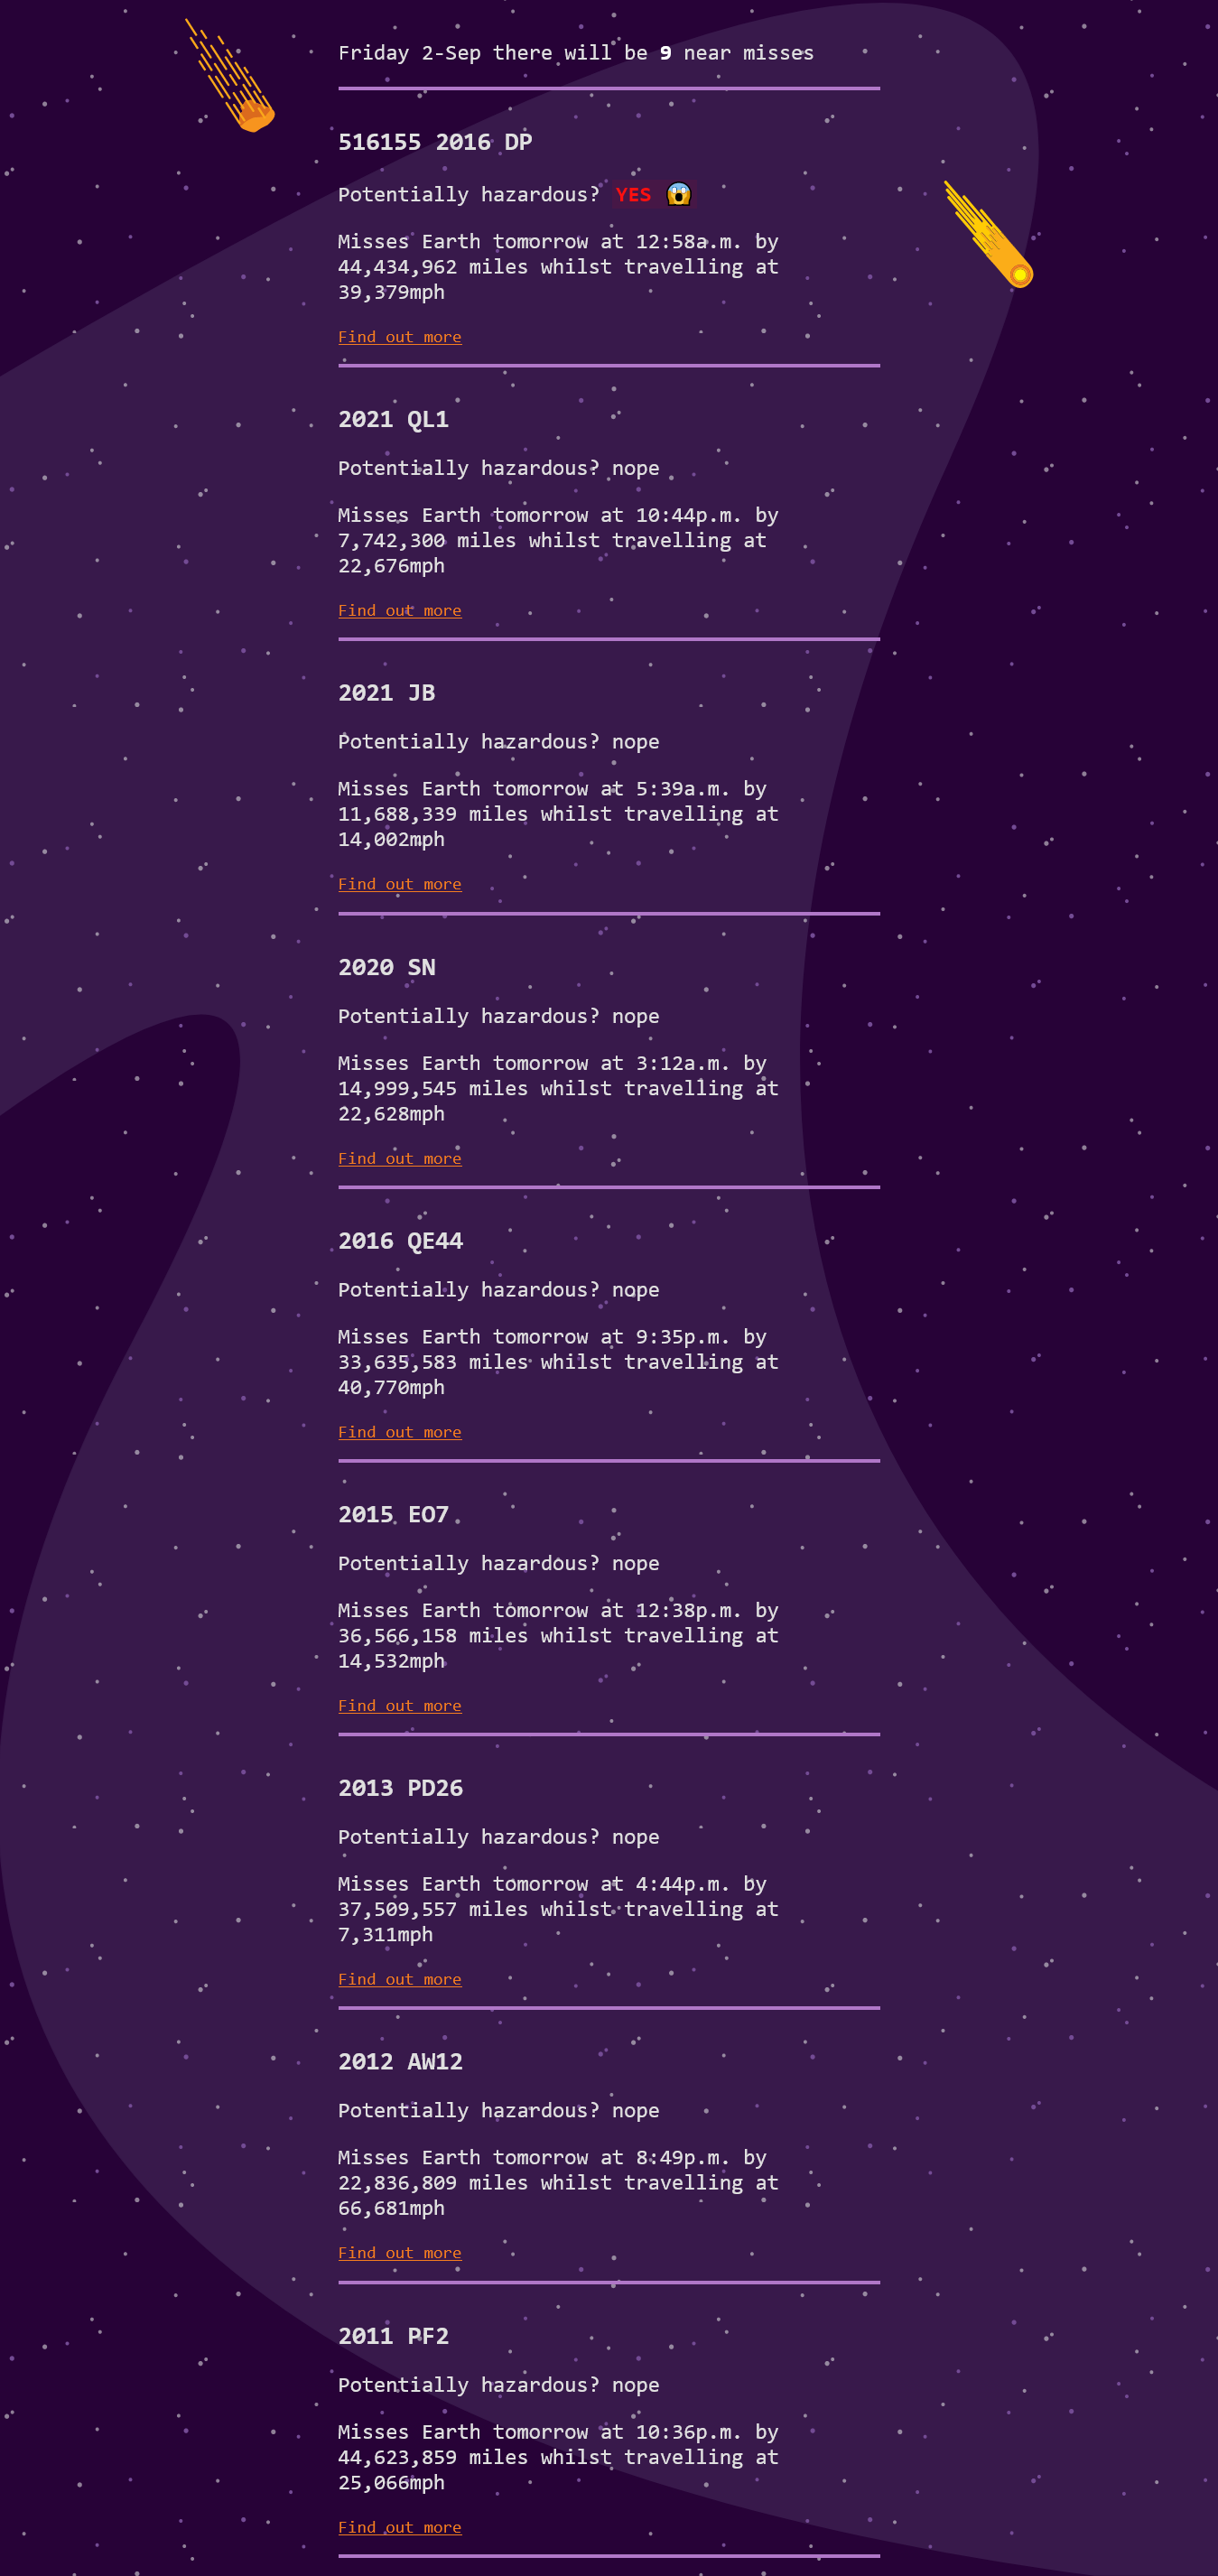 Friday 2-Sep there will be 9 near misses
516155 2016 DP
Potentially hazardous? YES 😱
Misses Earth tomorrow at 12:58a.m. by
44,434,962 miles whilst travelling at
39,379mph
Find out more
2021 QL1
Potentially hazardous? nope
Misses Earth tomorrow at 10:44p.m. by
7,742,300 miles whilst travelling at
22,676mph
Find out more
2021 JB
Potentially hazardous? nope
Misses Earth tomorrow at 5:39a.m. by
11,688,339 miles whilst travelling at
14,002mph
Find out more
2020 SN
Potentially hazardous? nope
Misses Earth tomorrow at 3:12a.m. by
14,999,545 miles whilst travelling at
22,628mph
Find out more
2016 QE44
Potentially hazardous? nope
Misses Earth tomorrow at 9:35p.m. by
33,635,583 miles whilst travelling at
40,770mph
Find out more
2015 EO7
Potentially hazardous? nope
Misses Earth tomorrow at 12:38p.m. by
36,566,158 miles whilst travelling at
14,532mph
Find out more
2013 PD26
Potentially hazardous? nope
Misses Earth tomorrow at 4:44p.m. by
37,509,557 miles whilst travelling at
7,311mph
Find out more
2012 AW12
Potentially hazardous? nope
Misses Earth tomorrow at 8:49p.m. by
22,836,809 miles whilst travelling at
66,681mph
Find out more
2011 PF2
Potentially hazardous? nope
Misses Earth tomorrow at 10:36p.m. by
44,623,859 miles whilst travelling at
25,066mph
Find out more